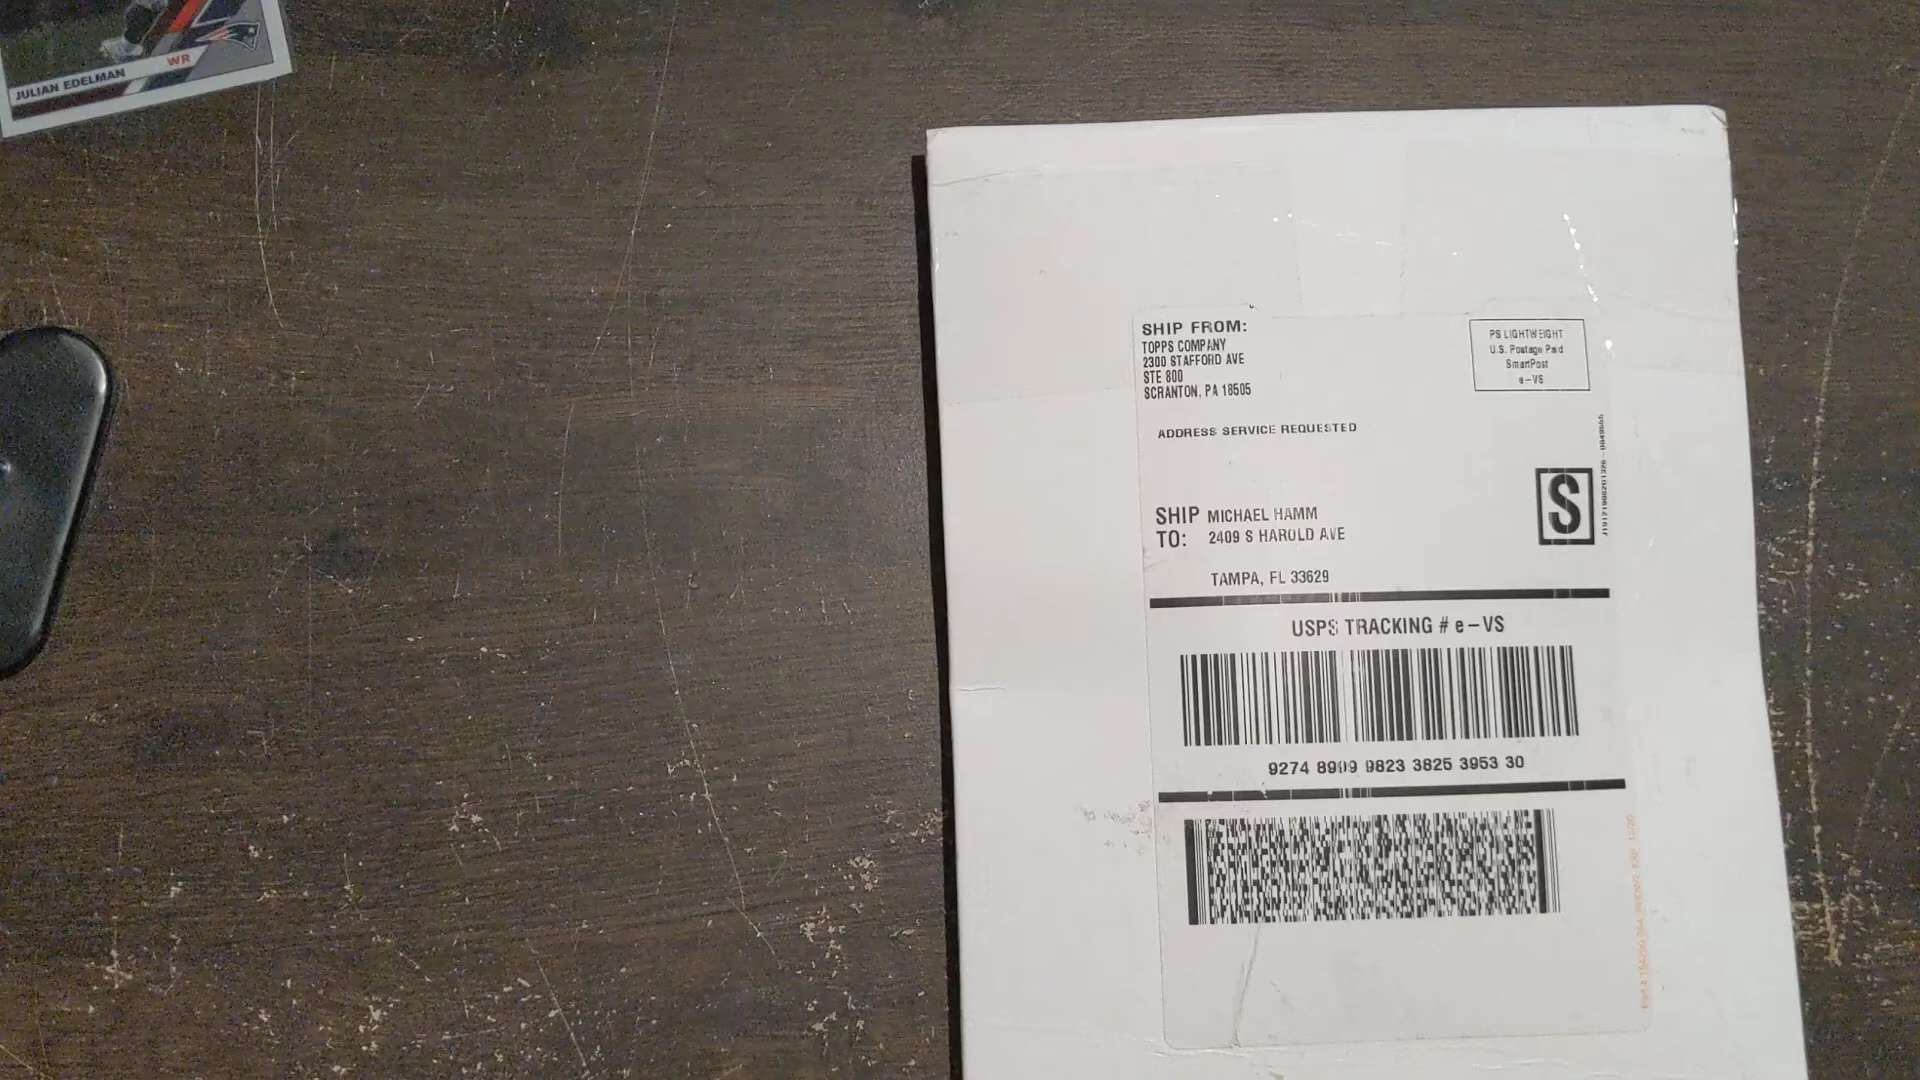 JULIAN EDELMAN
WR
SHIP FROM:
TOPPS COMPANY
2300 STAFFORD AVE
STE 800
SCRANTON, PA 18505
PS LIGHTWEIGHT
U.S. Postage Paid
SmartPost
e-VS
ADDRESS SERVICE REQUESTED
S
SHIP TO:
MICHAEL HAMM
2409 S HAROLD AVE
TAMPA, FL 33629
USPS TRACKING # e-VS
9274 8909 9823 3825 3953 30